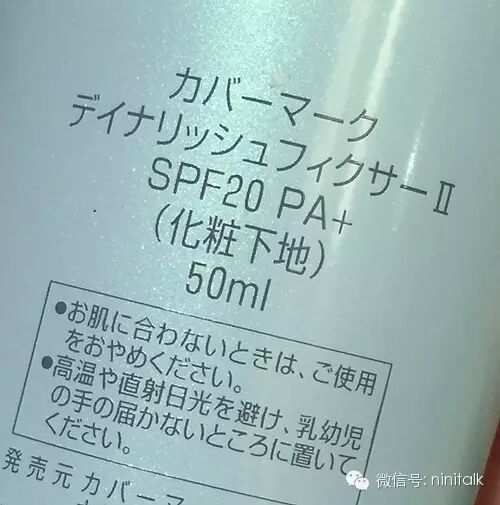 カバーマーク
デイナリッシュフィクサーⅡ
SPF20 PA+
(化粧下地)
50ml
●お肌に合わないときは、ご使用
をおやめください。
●高温や直射日光を避け、乳幼児
の手の届かないところに置いて
ください。
発売元 カバーマ
微信号: ninitalk